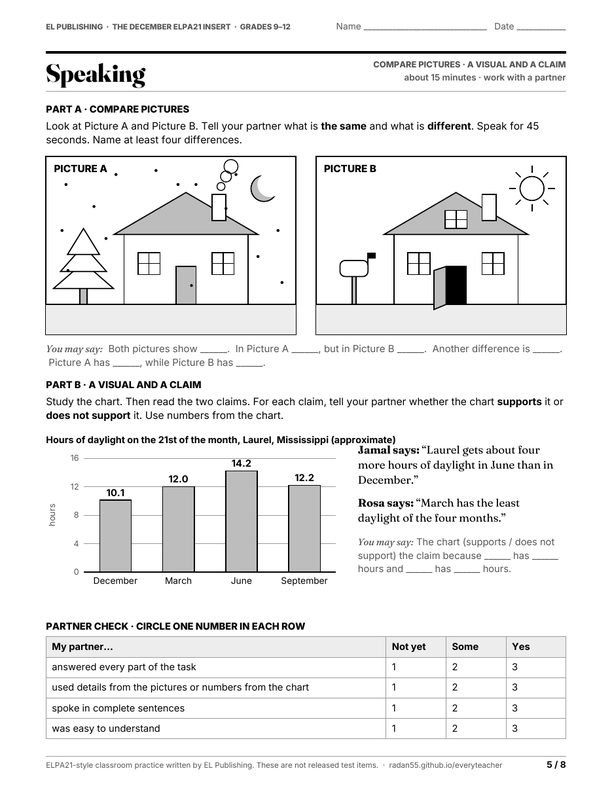 EL PUBLISHING · THE DECEMBER ELPA21 INSERT · GRADES 9–12
Name ____________________________ Date ___________
Speaking
COMPARE PICTURES · A VISUAL AND A CLAIM
about 15 minutes · work with a partner
PART A · COMPARE PICTURES
Look at Picture A and Picture B. Tell your partner what is the same and what is different. Speak for 45
seconds. Name at least four differences.
PICTURE A
PICTURE B
You may say: Both pictures show ______. In Picture A ______, but in Picture B ______. Another difference is ______.
Picture A has ______, while Picture B has ______.
PART B · A VISUAL AND A CLAIM
Study the chart. Then read the two claims. For each claim, tell your partner whether the chart supports it or
does not support it. Use numbers from the chart.
Hours of daylight on the 21st of the month, Laurel, Mississippi (approximate)
hours
16
12
8
4
0
10.1
12.0
14.2
12.2
December
March
June
September
Jamal says: “Laurel gets about four
more hours of daylight in June than in
December.”
Rosa says: “March has the least
daylight of the four months.”
You may say: The chart (supports / does not
support) the claim because ______ has ______
hours and ______ has ______ hours.
PARTNER CHECK · CIRCLE ONE NUMBER IN EACH ROW
My partner… Not yet Some Yes
answered every part of the task 1 2 3
used details from the pictures or numbers from the chart 1 2 3
spoke in complete sentences 1 2 3
was easy to understand 1 2 3
ELPA21-style classroom practice written by EL Publishing. These are not released test items. · radan55.github.io/everyteacher
5 / 8